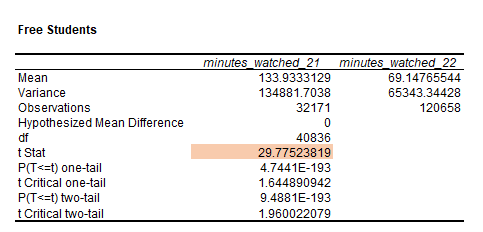 Free Students
minutes_watched_21 minutes_watched_22
Mean 133.9333129 69.14765544
Variance 134881.7038 65343.34428
Observations 32171 120658
Hypothesized Mean Difference 0
df 40836
t Stat 29.77523819
P(T<=t) one-tail 4.7441E-193
t Critical one-tail 1.644890942
P(T<=t) two-tail 9.4881E-193
t Critical two-tail 1.960022079